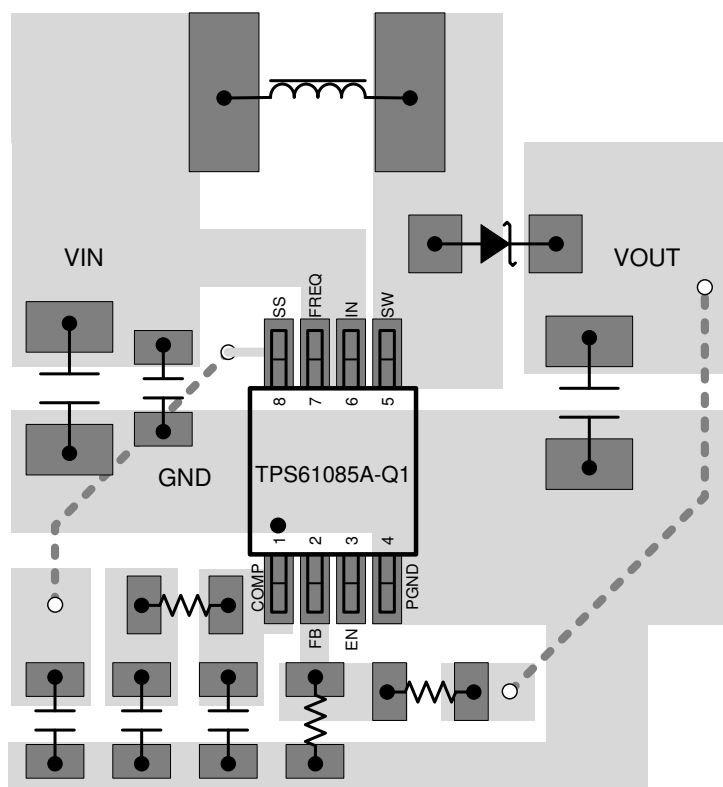 VIN
VOUT
SS
FREQ
IN
SW
8
7
6
5
GND
TPS61085A-Q1
1
2
3
4
COMP
FB
EN
PGND